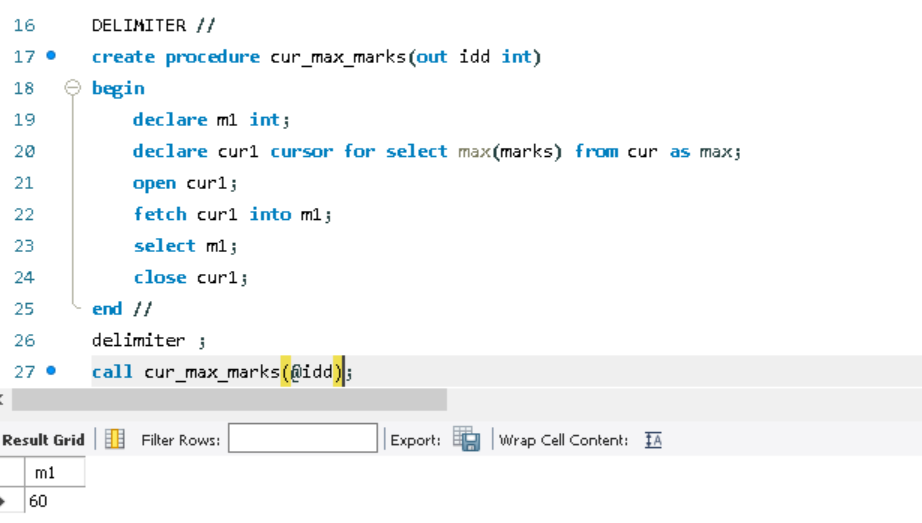 16 DELIMITER //
17 create procedure cur_max_marks(out idd int)
18 begin
19 declare m1 int;
20 declare cur1 cursor for select max(marks) from cur as max;
21 open cur1;
22 fetch cur1 into m1;
23 select m1;
24 close cur1;
25 end //
26 delimiter ;
27 call cur_max_marks(@idd);
Result Grid Filter Rows: Export: Wrap Cell Content: IA
m1
60